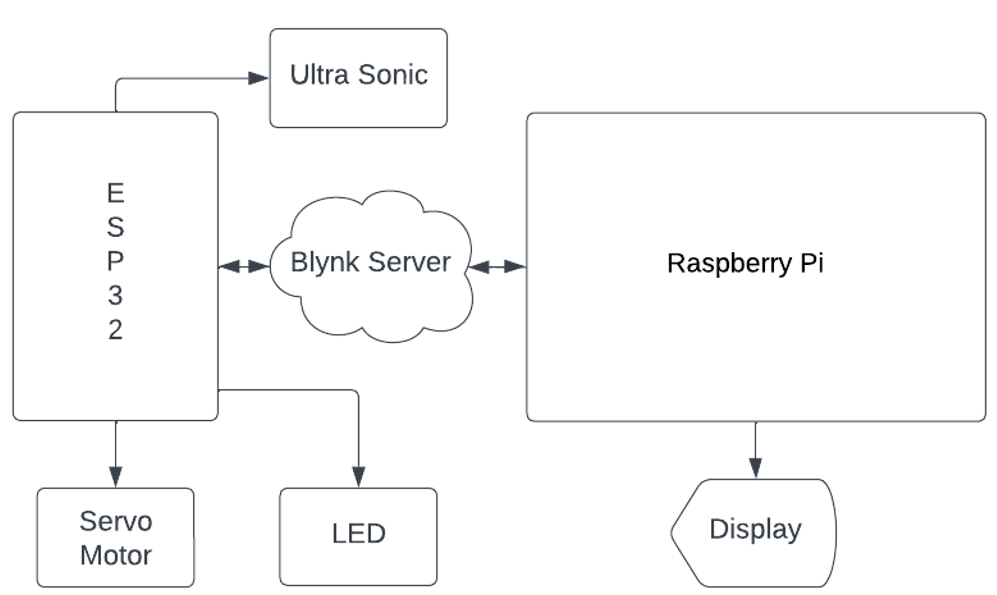 Ultra Sonic
E
S
P
3
2
Blynk Server
Raspberry Pi
Servo
Motor
LED
Display